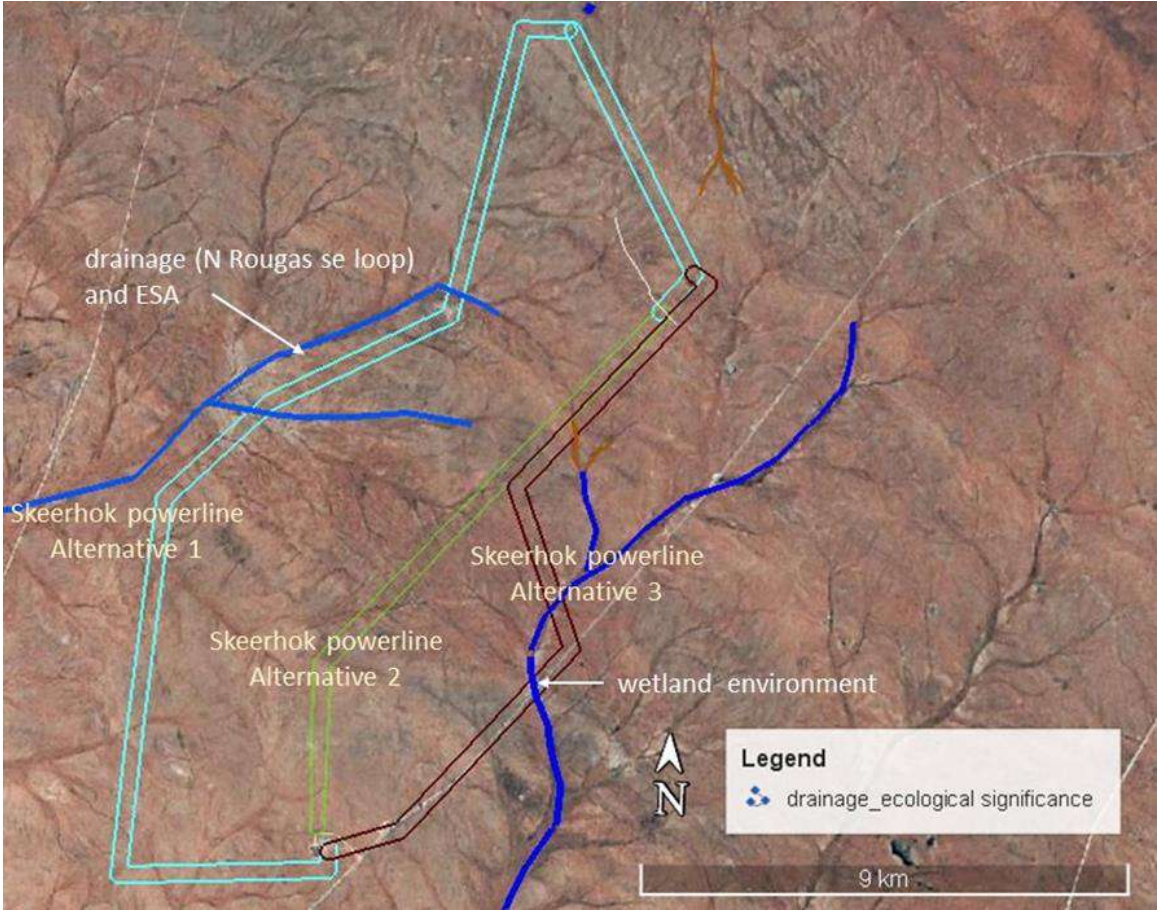 drainage (N Rougas se loop)
and ESA
Skeerhok powerline
Alternative 1
Skeerhok powerline
Alternative 3
Skeerhok powerline
Alternative 2
wetland environment
N
Legend
drainage_ecological significance
9 km